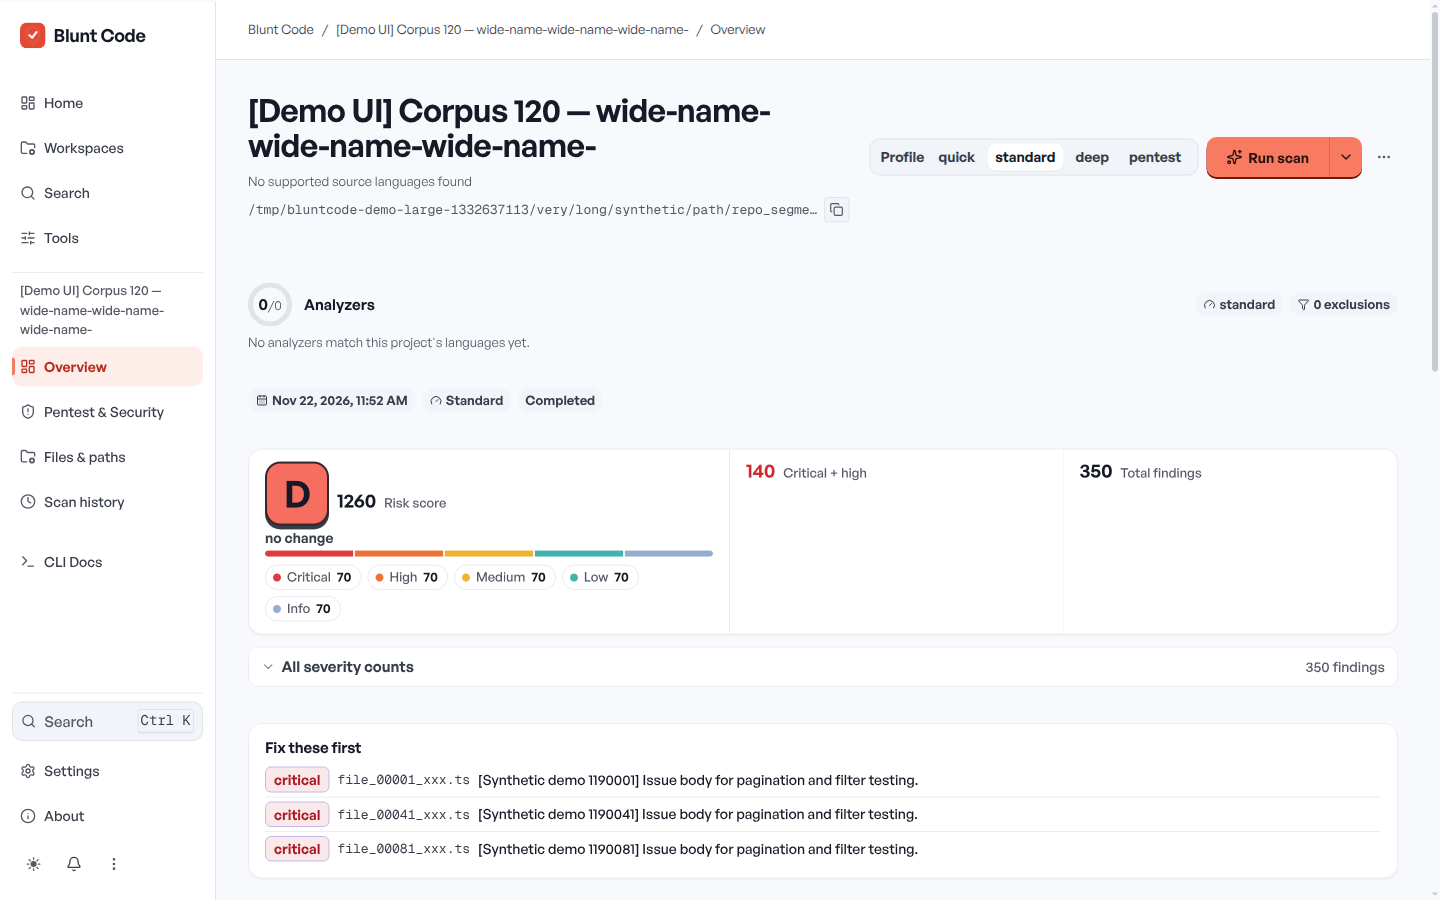 Blunt Code
Home
Workspaces
Search
Tools
[Demo UI] Corpus 120 —
wide-name-wide-name-
wide-name-
Overview
Pentest & Security
Files & paths
Scan history
CLI Docs
Search Ctrl K
Settings
About
Blunt Code / [Demo UI] Corpus 120 — wide-name-wide-name-wide-name- / Overview
[Demo UI] Corpus 120 — wide-name-
wide-name-wide-name-
No supported source languages found
/tmp/bluntcode-demo-large-1332637113/very/long/synthetic/path/repo_segme…
Profile quick standard deep pentest
Run scan
0/0 Analyzers
standard 0 exclusions
No analyzers match this project's languages yet.
Nov 22, 2026, 11:52 AM Standard Completed
D 1260 Risk score
no change
Critical 70 High 70 Medium 70 Low 70
Info 70
140 Critical + high
350 Total findings
All severity counts 350 findings
Fix these first
critical file_00001_xxx.ts [Synthetic demo 1190001] Issue body for pagination and filter testing.
critical file_00041_xxx.ts [Synthetic demo 1190041] Issue body for pagination and filter testing.
critical file_00081_xxx.ts [Synthetic demo 1190081] Issue body for pagination and filter testing.